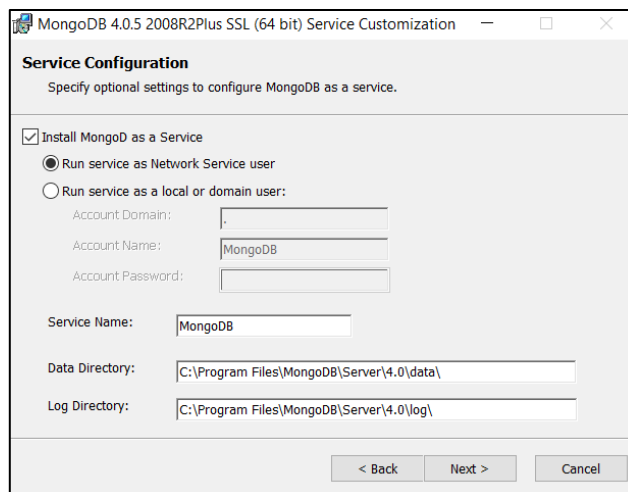 MongoDB 4.0.5 2008R2Plus SSL (64 bit) Service Customization
Service Configuration
Specify optional settings to configure MongoDB as a service.
Install MongoD as a Service
Run service as Network Service user
Run service as a local or domain user:
Account Domain: .
Account Name: MongoDB
Account Password:
Service Name: MongoDB
Data Directory: C:\Program Files\MongoDB\Server\4.0\data\
Log Directory: C:\Program Files\MongoDB\Server\4.0\log\
< Back Next > Cancel